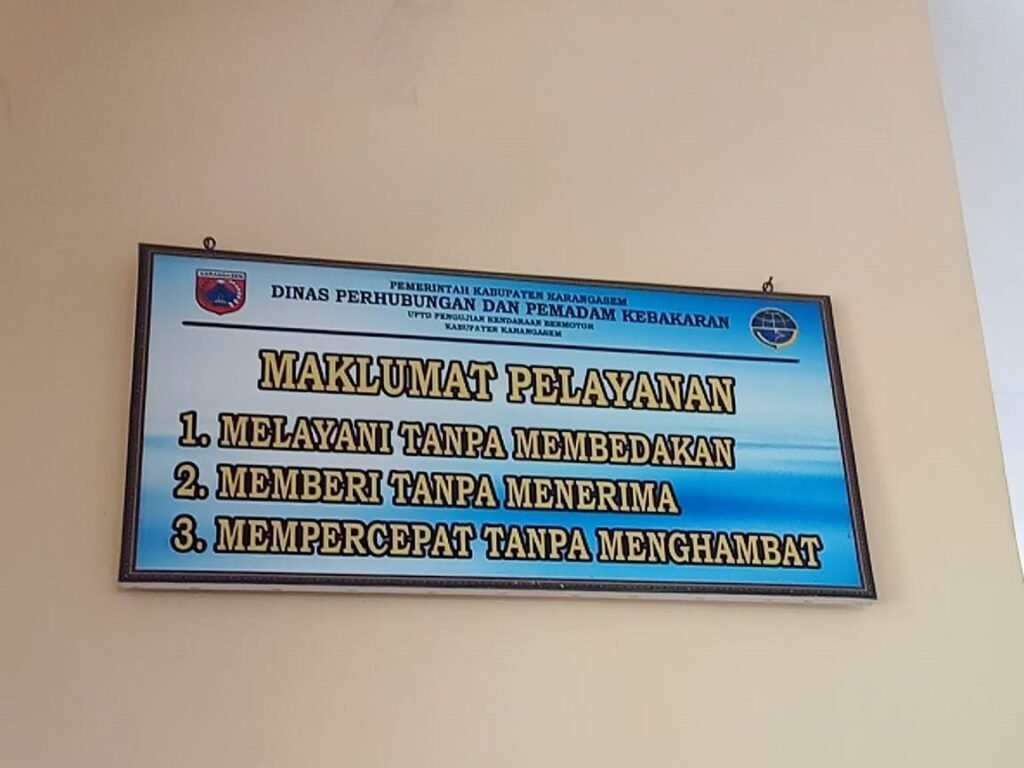 KARANGASEM
PEMERINTAH KABUPATEN KARANGASEM
DINAS PERHUBUNGAN DAN PEMADAM KEBAKARAN
UPTD PENGUJIAN KENDARAAN BERMOTOR
KABUPATEN KARANGASEM
MAKLUMAT PELAYANAN
1. MELAYANI TANPA MEMBEDAKAN
2. MEMBERI TANPA MENERIMA
3. MEMPERCEPAT TANPA MENGHAMBAT